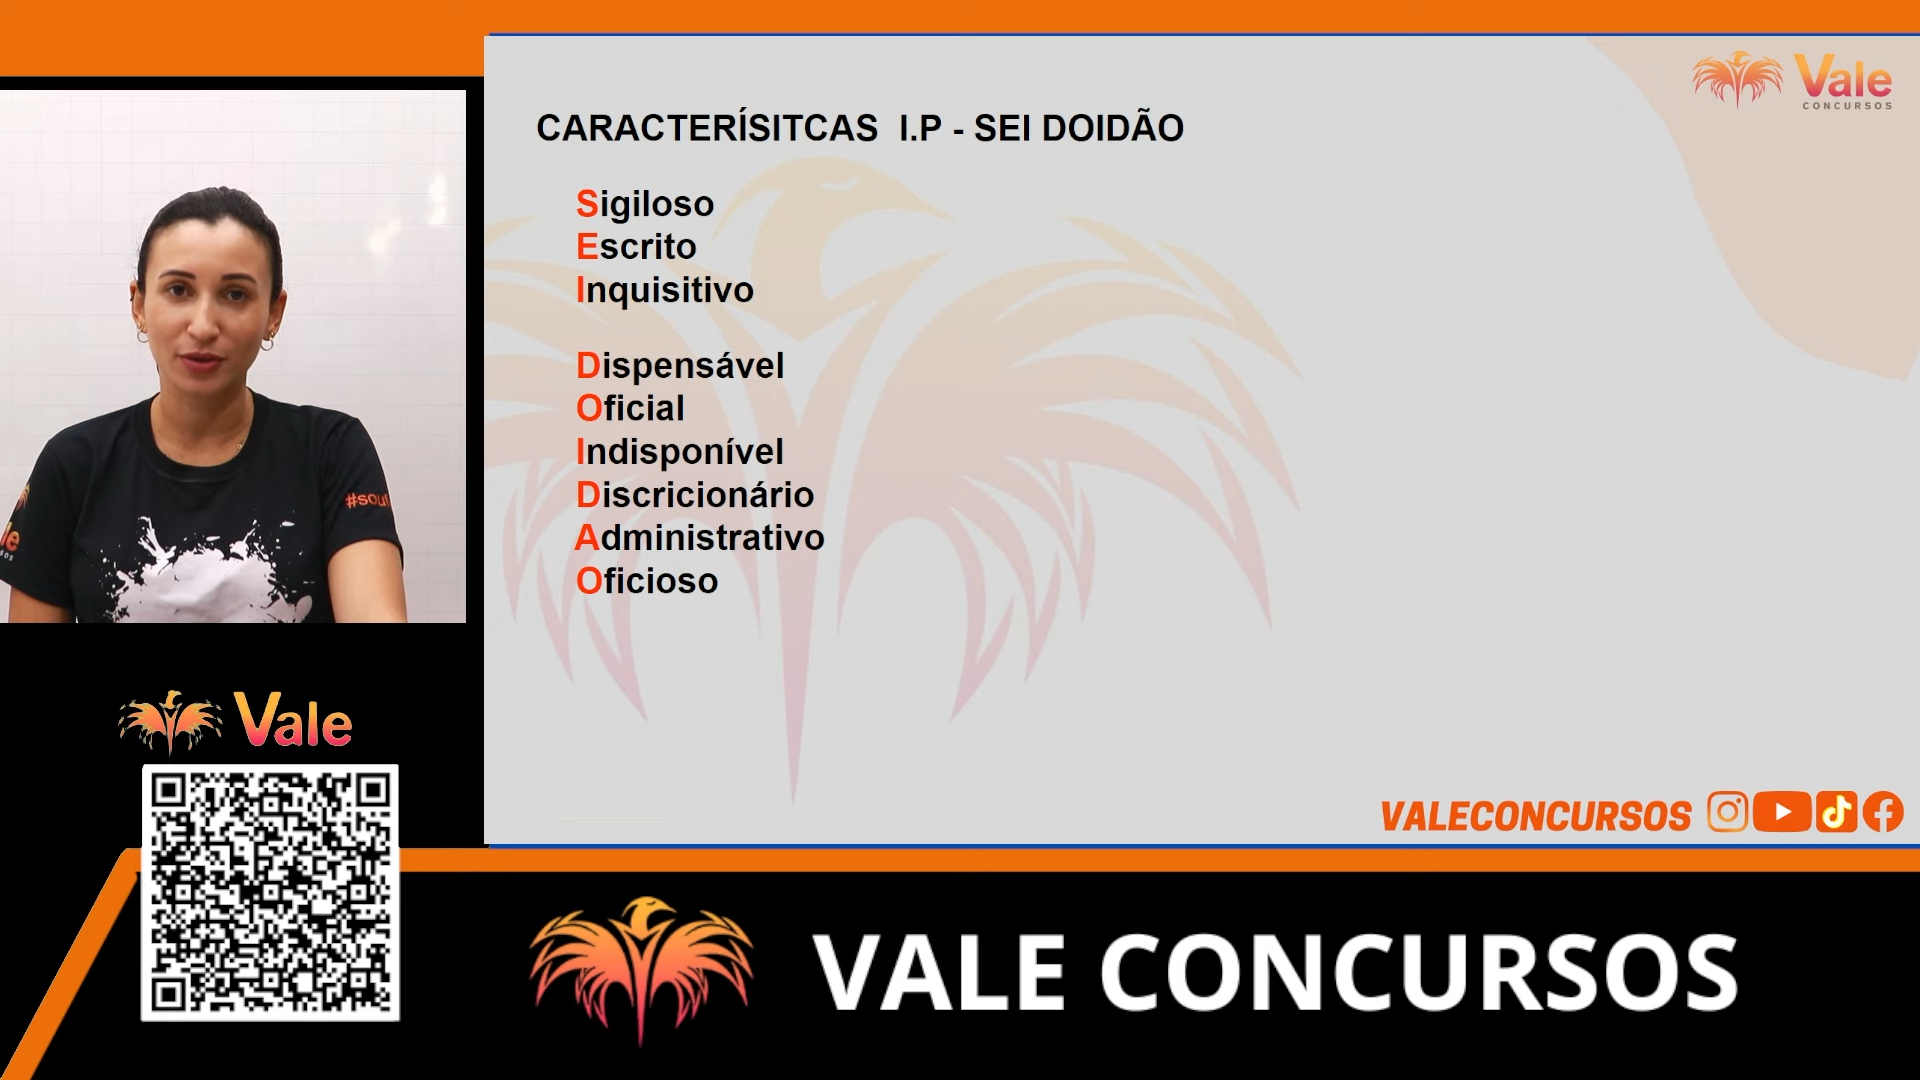 Vale
CONCURSOS
CARACTERÍSITCAS I.P - SEI DOIDÃO
Sigiloso
Escrito
Inquisitivo
Dispensável
Oficial
Indisponível
Discricionário
Administrativo
Oficioso
#sou
Vale
VALECONCURSOS
VALE CONCURSOS